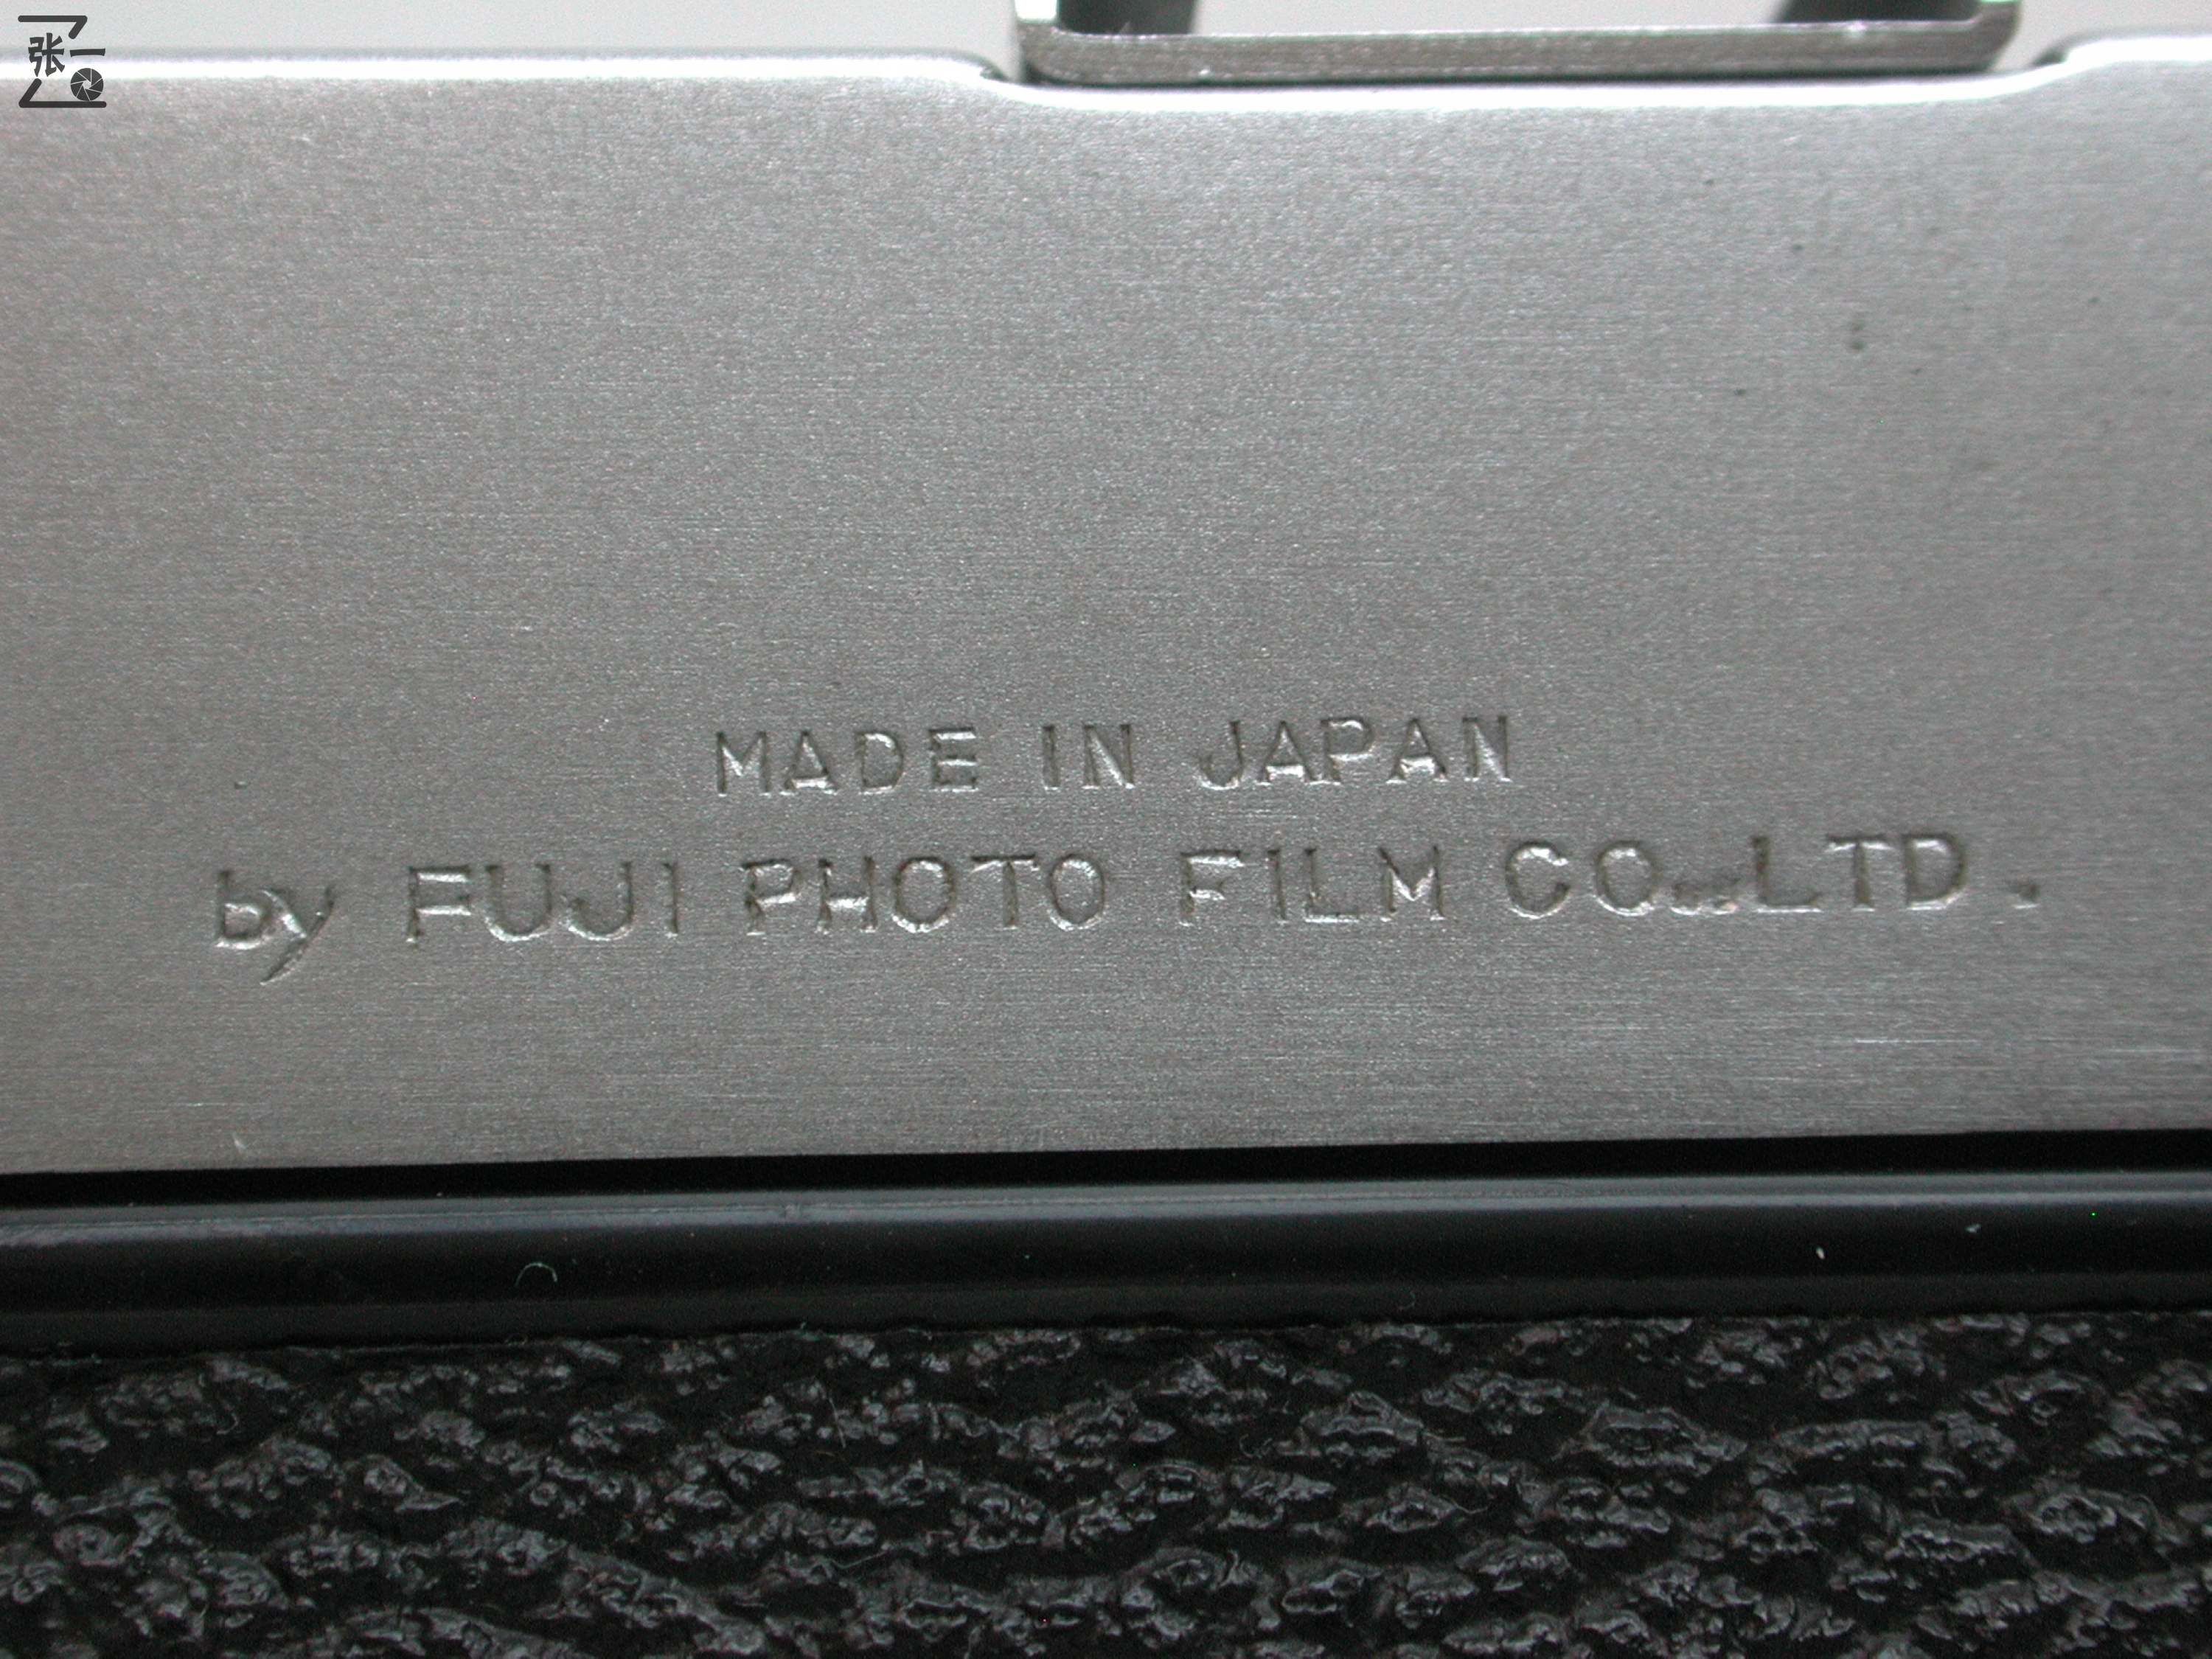 张一
MADE IN JAPAN
by FUJI PHOTO FILM CO.,LTD.